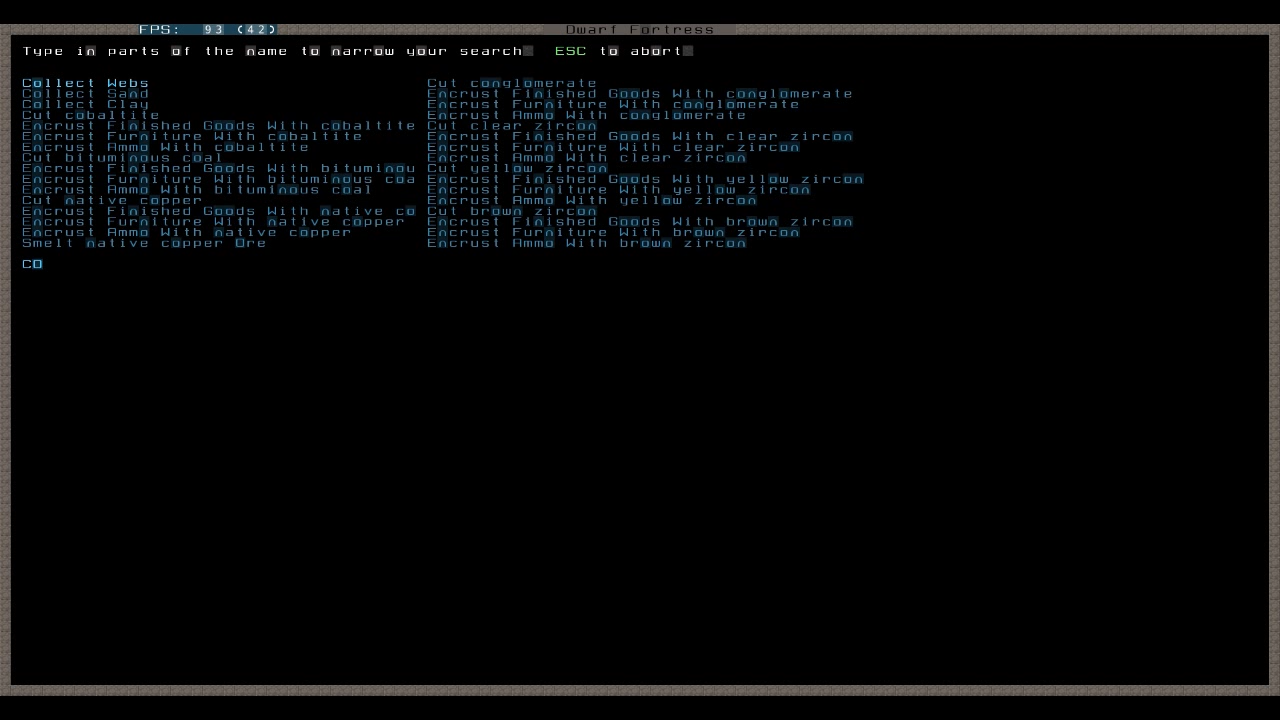 FPS: 93 (42)
Dwarf Fortress
Type in parts of the name to narrow your search. ESC to abort.
Collect Webs
Collect Sand
Collect Clay
Cut cobaltite
Encrust Finished Goods With cobaltite
Encrust Furniture With cobaltite
Encrust Ammo With cobaltite
Cut bituminous coal
Encrust Finished Goods With bituminou
Encrust Furniture With bituminous coa
Encrust Ammo With bituminous coal
Cut native copper
Encrust Finished Goods With native co
Encrust Furniture With native copper
Encrust Ammo With native copper
Smelt native copper Ore
Cut conglomerate
Encrust Finished Goods With conglomerate
Encrust Furniture With conglomerate
Encrust Ammo With conglomerate
Cut clear zircon
Encrust Finished Goods With clear zircon
Encrust Furniture With clear zircon
Encrust Ammo With clear zircon
Cut yellow zircon
Encrust Finished Goods With yellow zircon
Encrust Furniture With yellow zircon
Encrust Ammo With yellow zircon
Cut brown zircon
Encrust Finished Goods With brown zircon
Encrust Furniture With brown zircon
Encrust Ammo With brown zircon
CO